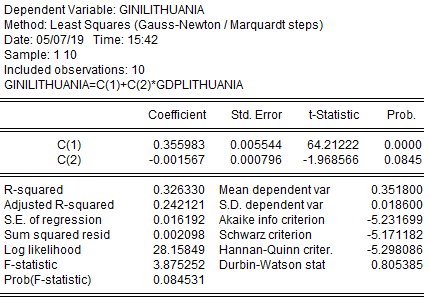 Dependent Variable: GINILITHUANIA
Method: Least Squares (Gauss-Newton / Marquardt steps)
Date: 05/07/19 Time: 15:42
Sample: 1 10
Included observations: 10
GINILITHUANIA=C(1)+C(2)*GDPLITHUANIA
Coefficient Std. Error t-Statistic Prob.
C(1) 0.355983 0.005544 64.21222 0.0000
C(2) -0.001567 0.000796 -1.968566 0.0845
R-squared 0.326330 Mean dependent var 0.351800
Adjusted R-squared 0.242121 S.D. dependent var 0.018600
S.E. of regression 0.016192 Akaike info criterion -5.231699
Sum squared resid 0.002098 Schwarz criterion -5.171182
Log likelihood 28.15849 Hannan-Quinn criter. -5.298086
F-statistic 3.875252 Durbin-Watson stat 0.805385
Prob(F-statistic) 0.084531